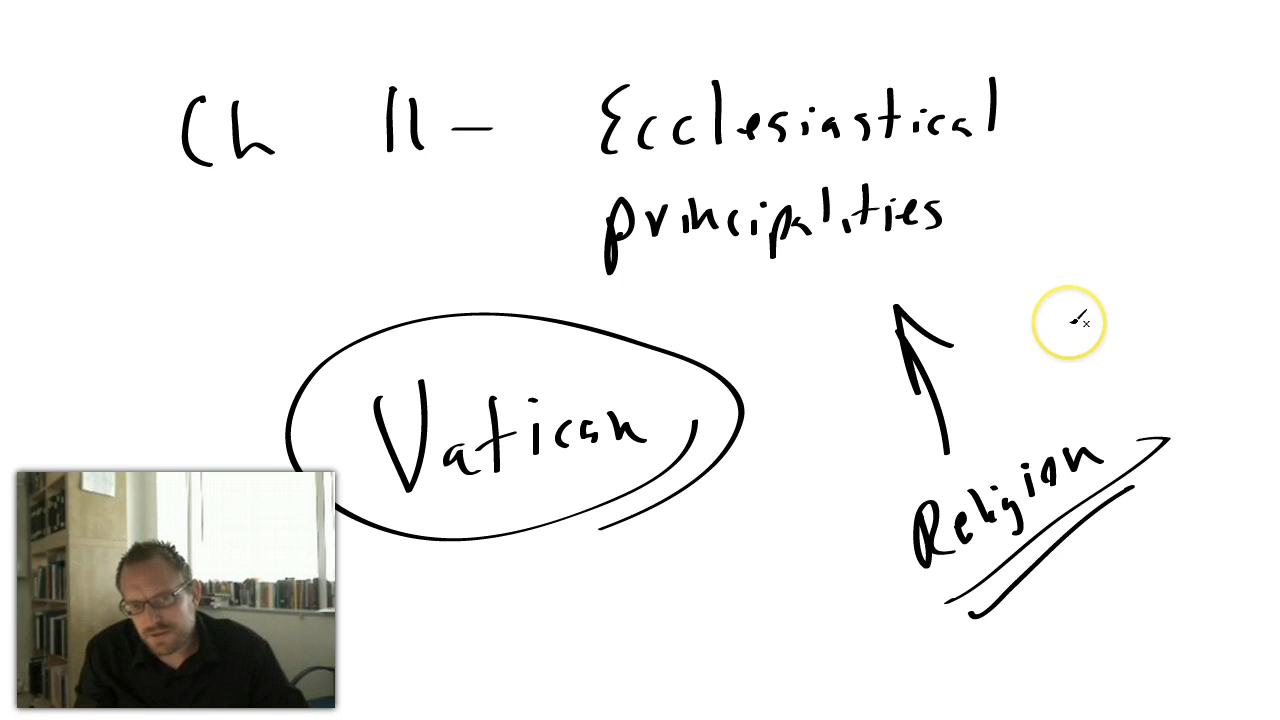 Ch 11 - Ecclesiastical
principalities
Vatican
Religion